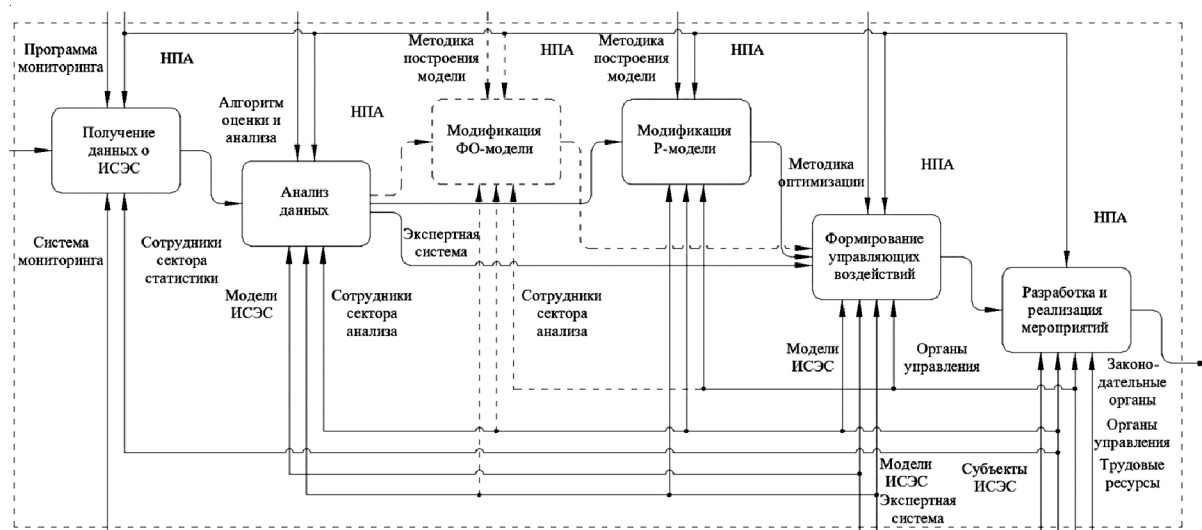 Программа
мониторинга
НПА
Методика
построения
модели
НПА
Методика
построения
модели
НПА
Алгоритм
оценки и
анализа
НПА
Получение
данных о
ИСЭС
Модификация
ФО-модели
Модификация
Р-модели
Анализ
данных
Методика
оптимизации
НПА
Система
мониторинга
Сотрудники
сектора
статистики
Экспертная
система
Формирование
управляющих
воздействий
НПА
Модели
ИСЭС
Сотрудники
сектора
анализа
Сотрудники
сектора
анализа
Разработка и
реализация
мероприятий
Модели
ИСЭС
Органы
управления
Законо-
дательные
органы
Органы
управления
Модели
ИСЭС
Экспертная
система
Субъекты
ИСЭС
Трудовые
ресурсы